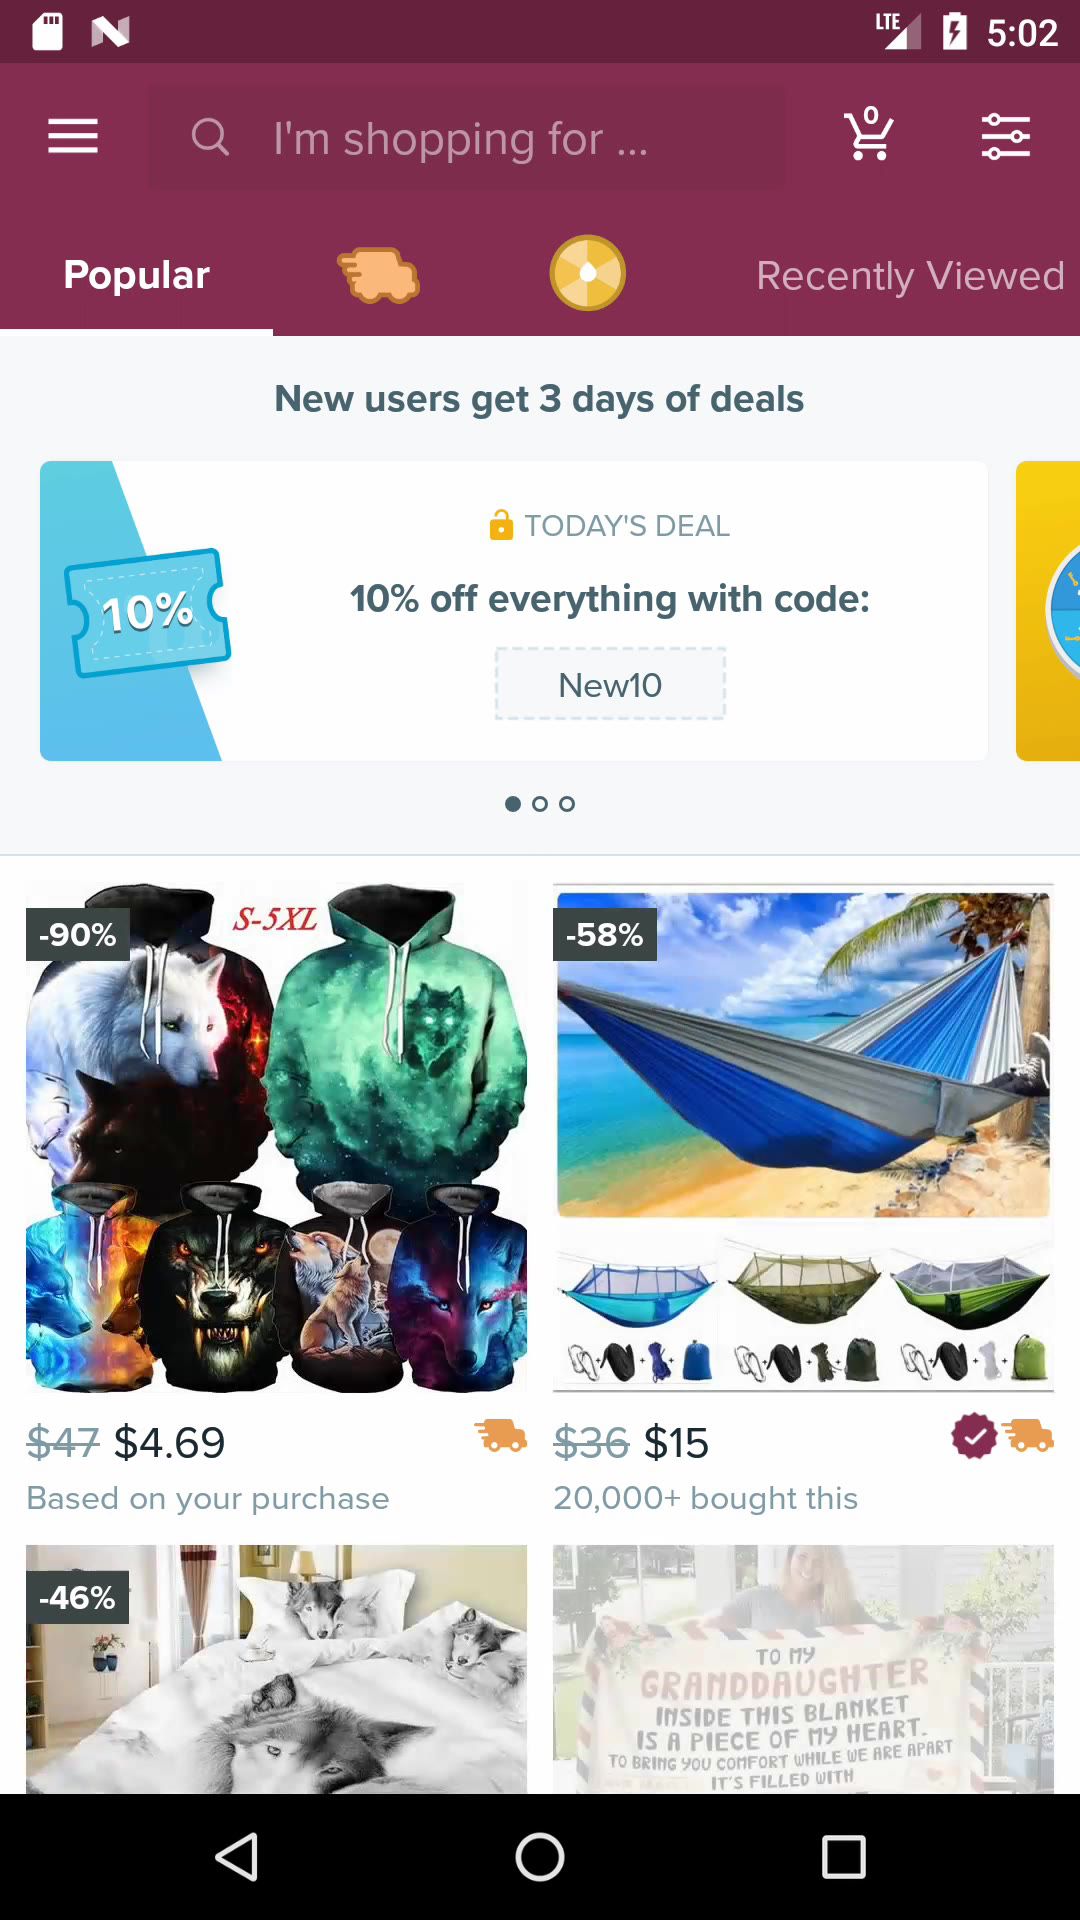 LTE 5:02
I'm shopping for ...
0
Popular
Recently Viewed
New users get 3 days of deals
10%
TODAY'S DEAL
10% off everything with code:
New10
-90%
S-5XL
-58%
$47 $4.69
$36 $15
Based on your purchase
20,000+ bought this
-46%
TO MY
GRANDDAUGHTER
INSIDE THIS BLANKET
IS A PIECE OF MY HEART.
TO BRING YOU COMFORT WHILE WE ARE APART
IT'S FILLED WITH